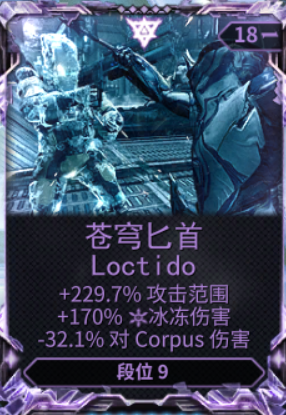 18
苍穹匕首
Loctido
+229.7% 攻击范围
+170% 冰冻伤害
-32.1% 对 Corpus 伤害
段位 9